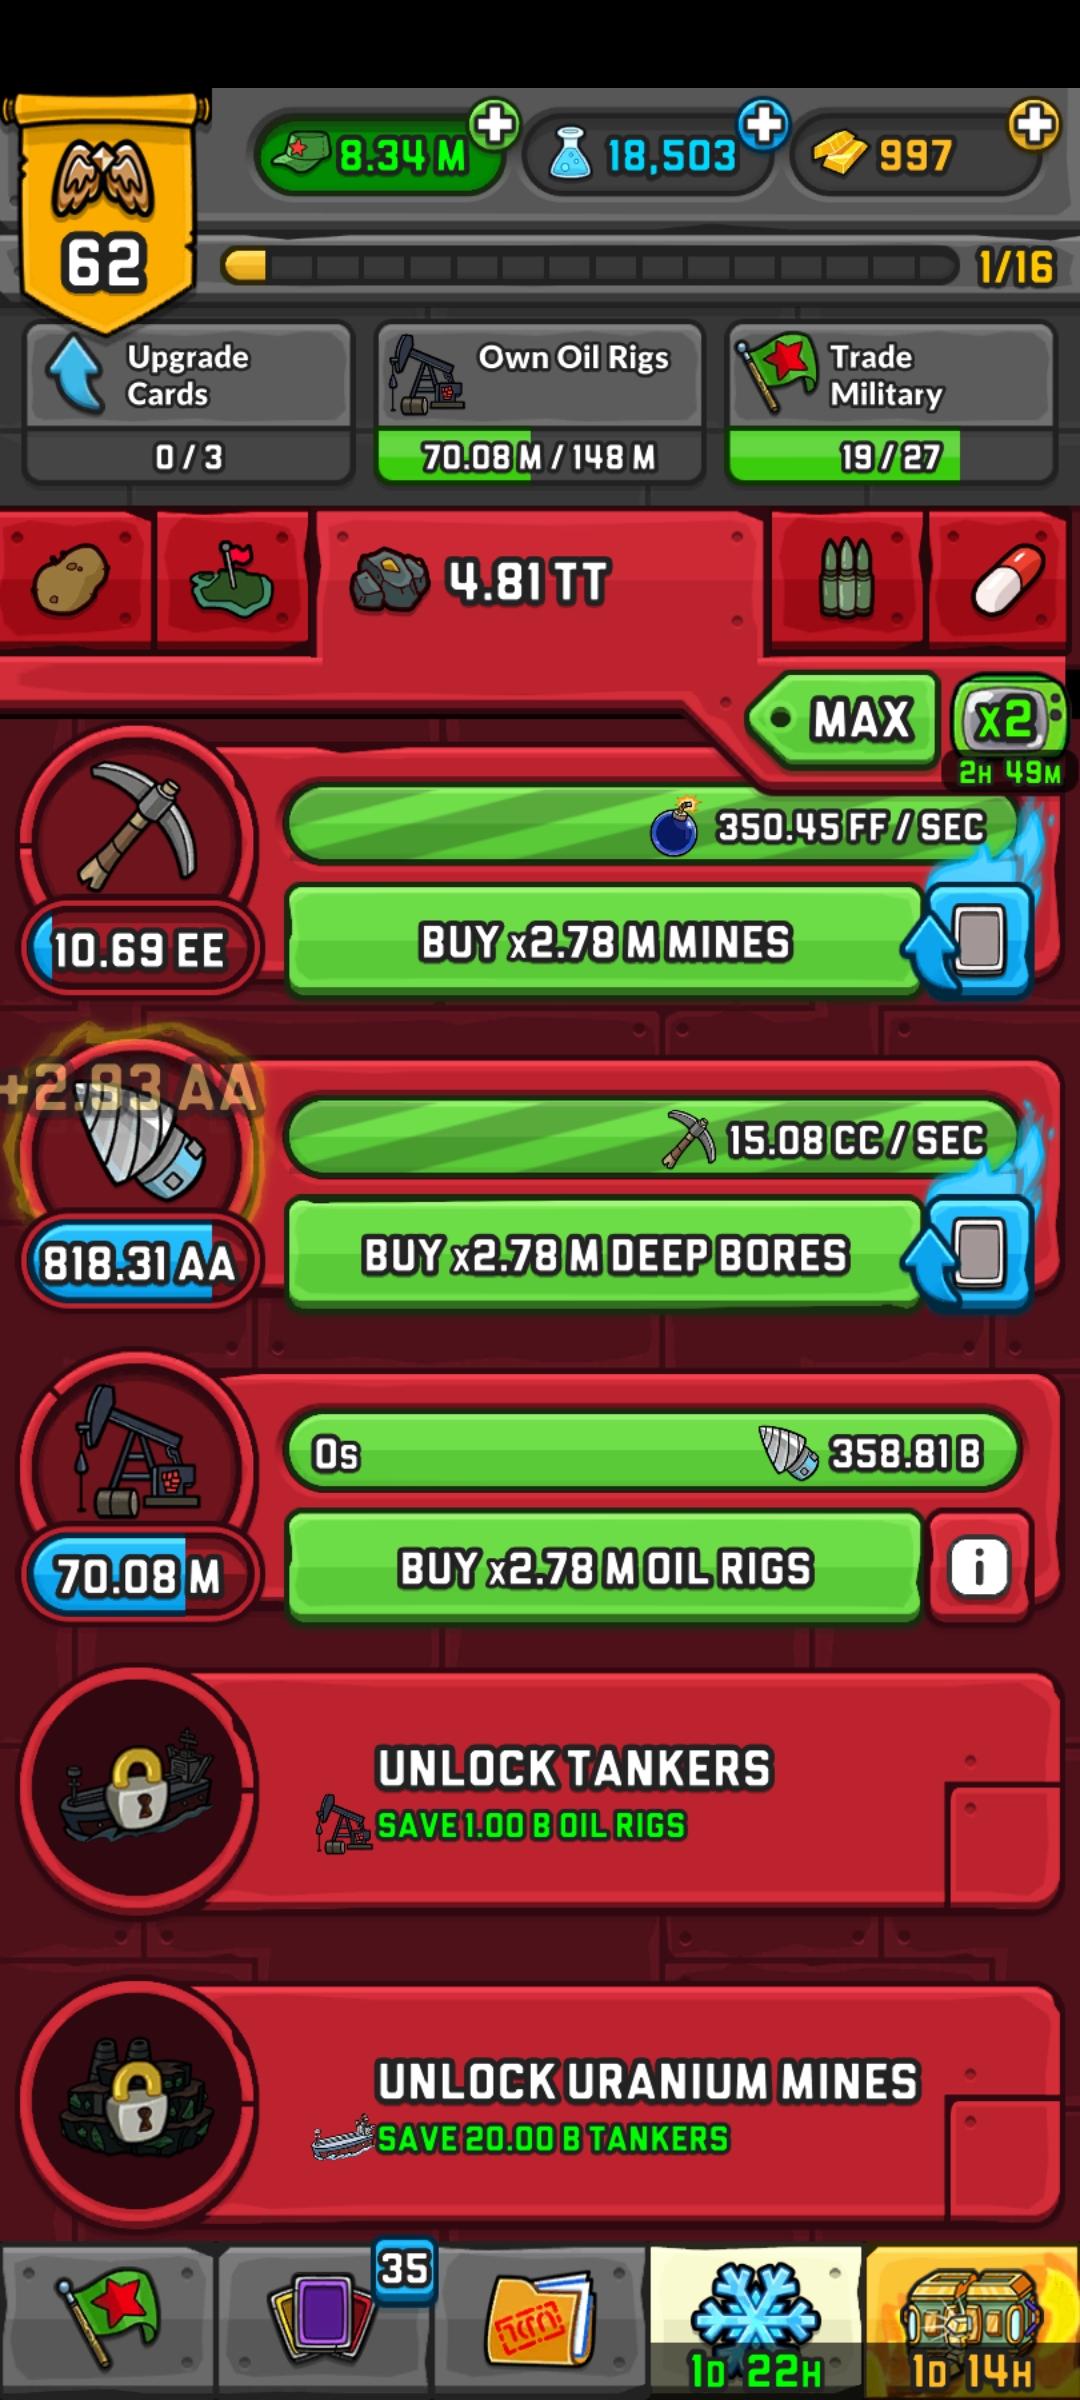 8.34 M
18,503
997
62
1/16
Upgrade
Cards
0 / 3
Own Oil Rigs
70.08 M / 148 M
Trade
Military
19 / 27
4.81 TT
MAX
x2
2H 49M
350.45 FF / SEC
10.69 EE
BUY x2.78 M MINES
+2.93 AA
15.08 CC / SEC
818.31 AA
BUY x2.78 M DEEP BORES
0s
358.81 B
70.08 M
BUY x2.78 M OIL RIGS
i
UNLOCK TANKERS
SAVE 1.00 B OIL RIGS
UNLOCK URANIUM MINES
SAVE 20.00 B TANKERS
35
1D 22H
1D 14H